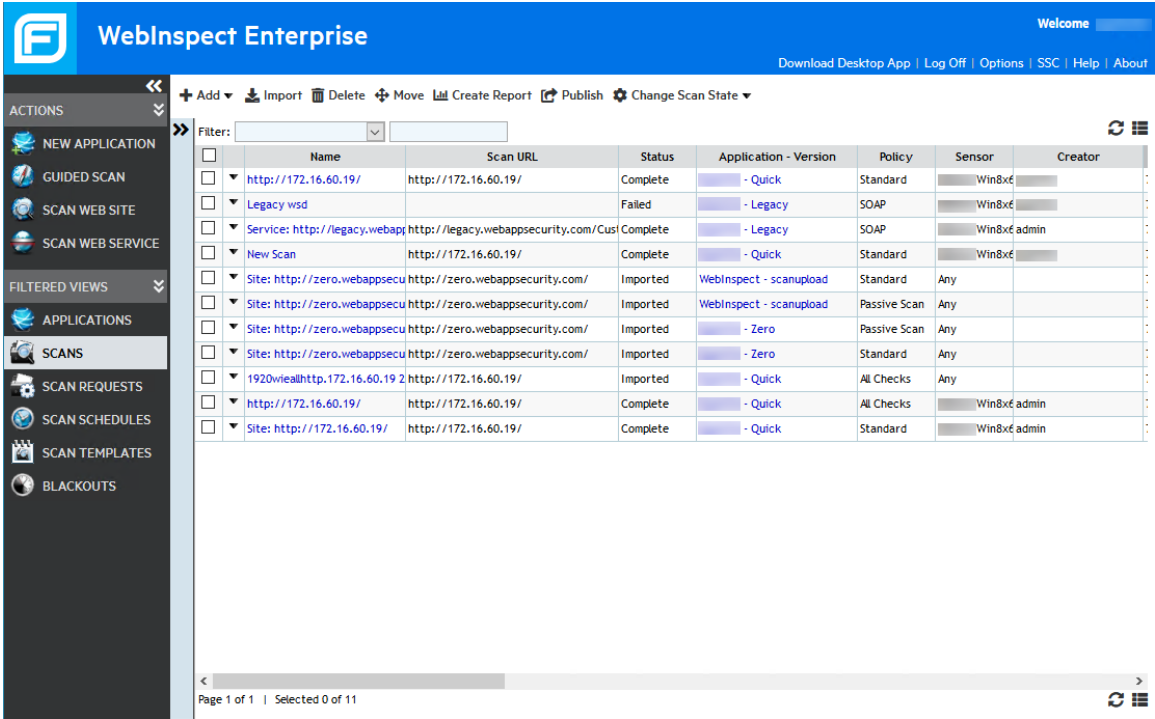 WebInspect Enterprise
Welcome
Download Desktop App | Log Off | Options | SSC | Help | About
ACTIONS
NEW APPLICATION
GUIDED SCAN
SCAN WEB SITE
SCAN WEB SERVICE
FILTERED VIEWS
APPLICATIONS
SCANS
SCAN REQUESTS
SCAN SCHEDULES
SCAN TEMPLATES
BLACKOUTS
Add Import Delete Move Create Report Publish Change Scan State
Filter:
Name Scan URL Status Application - Version Policy Sensor Creator
http://172.16.60.19/ http://172.16.60.19/ Complete - Quick Standard Win8x6
Legacy wsd Failed - Legacy SOAP Win8x6
Service: http://legacy.webapp http://legacy.webappsecurity.com/Cust Complete - Legacy SOAP Win8x6 admin
New Scan http://172.16.60.19/ Complete - Quick Standard Win8x6
Site: http://zero.webappsecu http://zero.webappsecurity.com/ Imported WebInspect - scanupload Standard Any
Site: http://zero.webappsecu http://zero.webappsecurity.com/ Imported WebInspect - scanupload Passive Scan Any
Site: http://zero.webappsecu http://zero.webappsecurity.com/ Imported - Zero Passive Scan Any
Site: http://zero.webappsecu http://zero.webappsecurity.com/ Imported - Zero Standard Any
1920wieallhttp.172.16.60.19 2 http://172.16.60.19/ Imported - Quick All Checks Any
http://172.16.60.19/ http://172.16.60.19/ Complete - Quick All Checks Win8x6 admin
Site: http://172.16.60.19/ http://172.16.60.19/ Complete - Quick Standard Win8x6 admin
Page 1 of 1 | Selected 0 of 11